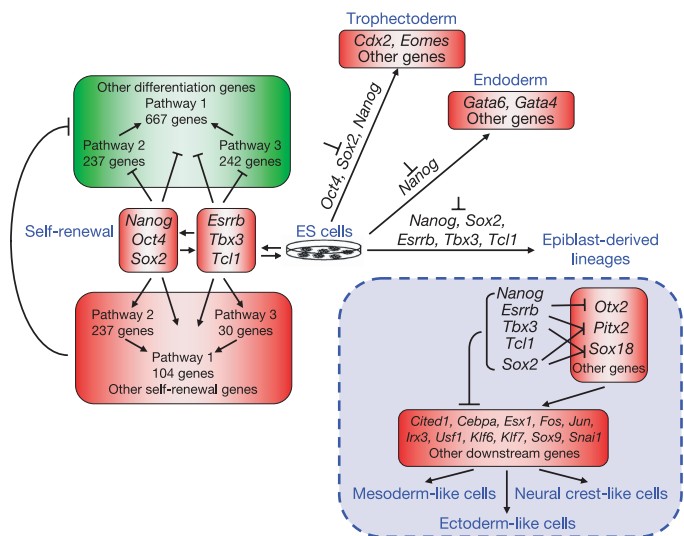 Trophectoderm
Cdx2, Eomes
Other genes
Endoderm
Gata6, Gata4
Other genes
Other differentiation genes
Pathway 1
667 genes
Pathway 2
237 genes
Pathway 3
242 genes
Oct4, Sox2, Nanog
Nanog
Self-renewal
Nanog
Oct4
Sox2
Esrrb
Tbx3
Tcl1
ES cells
Nanog, Sox2,
Esrrb, Tbx3, Tcl1
Epiblast-derived
lineages
Pathway 2
237 genes
Pathway 3
30 genes
Pathway 1
104 genes
Other self-renewal genes
Nanog
Esrrb
Tbx3
Tcl1
Sox2
Otx2
Pitx2
Sox18
Other genes
Cited1, Cebpa, Esx1, Fos, Jun,
Irx3, Usf1, Klf6, Klf7, Sox9, Snai1
Other downstream genes
Mesoderm-like cells
Neural crest-like cells
Ectoderm-like cells